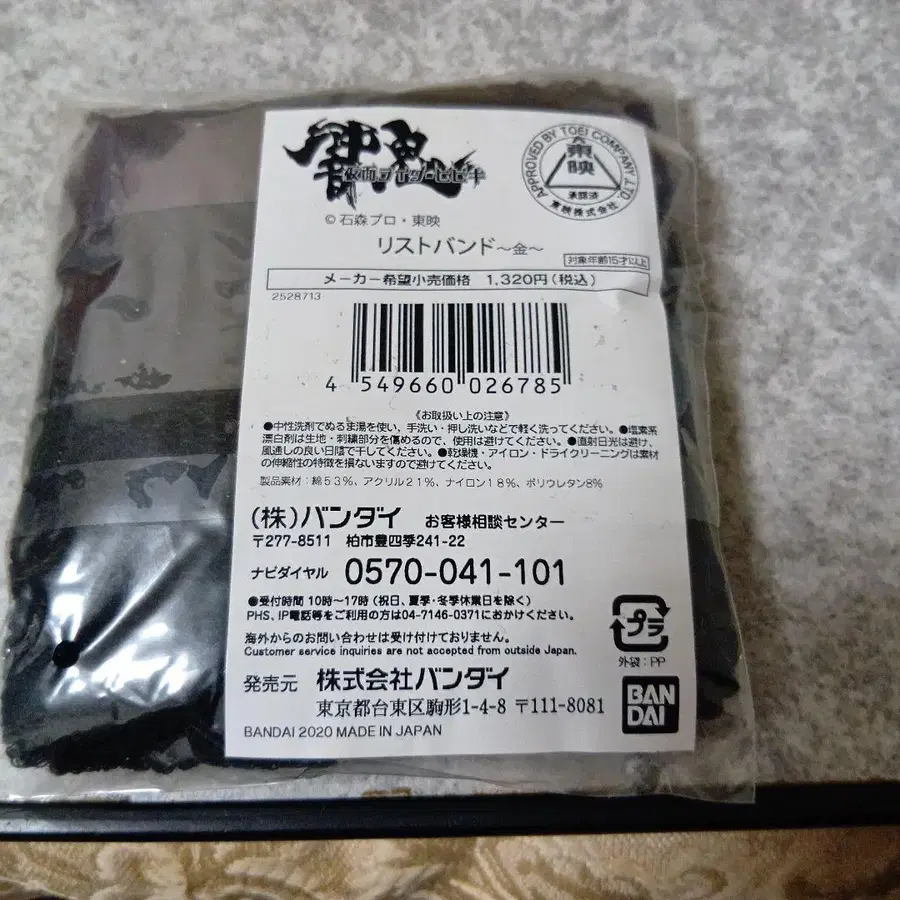 響鬼
仮面ライダーヒビキ
APPROVED BY TOEI COMPANY, LTD.
東映
承認済
東映株式会社
©石森プロ・東映
リストバンド～金～
対象年齢15才以上
メーカー希望小売価格 1,320円(税込)
2528713
4 549660 026785
《お取扱い上の注意》
●中性洗剤でぬるま湯を使い、手洗い・押し洗いなどで軽く洗ってください。●塩素系
漂白剤は生地・刺繍部分を傷めるので、使用は避けてください。●直射日光は避け、
風通しの良い日陰で干してください。●乾燥機・アイロン・ドライクリーニングは素材
の伸縮性の特徴を損ないますので避けてください。
製品素材：綿53%、アクリル21%、ナイロン18%、ポリウレタン8%
(株)バンダイ お客様相談センター
〒277-8511 柏市豊四季241-22
ナビダイヤル 0570-041-101
●受付時間 10時～17時（祝日、夏季・冬季休業日を除く）
PHS、IP電話等をご利用の方は04-7146-0371におかけください。
海外からのお問い合わせは受け付けておりません。
Customer service inquiries are not accepted from outside Japan.
プラ
外袋：PP
発売元 株式会社バンダイ
東京都台東区駒形1-4-8 〒111-8081
BANDAI 2020 MADE IN JAPAN
BAN
DAI